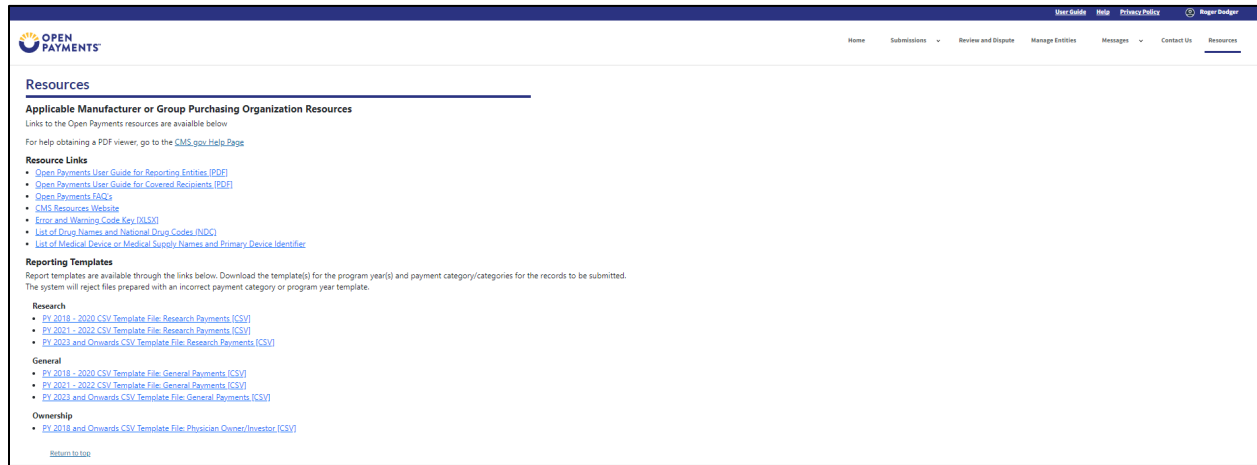 User Guide Help Privacy Policy Roger Dodger
OPEN
PAYMENTS™
Home Submissions Review and Dispute Manage Entities Messages Contact Us Resources
Resources
Applicable Manufacturer or Group Purchasing Organization Resources
Links to the Open Payments resources are avaialble below
For help obtaining a PDF viewer, go to the CMS gov Help Page
Resource Links
• Open Payments User Guide for Reporting Entities [PDF]
• Open Payments User Guide for Covered Recipients [PDF]
• Open Payments FAQ's
• CMS Resources Website
• Error and Warning Code Key [XLSX]
• List of Drug Names and National Drug Codes (NDC)
• List of Medical Device or Medical Supply Names and Primary Device Identifier
Reporting Templates
Report templates are available through the links below. Download the template(s) for the program year(s) and payment category/categories for the records to be submitted.
The system will reject files prepared with an incorrect payment category or program year template.
Research
• PY 2018 - 2020 CSV Template File: Research Payments [CSV]
• PY 2021 - 2022 CSV Template File: Research Payments [CSV]
• PY 2023 and Onwards CSV Template File: Research Payments [CSV]
General
• PY 2018 - 2020 CSV Template File: General Payments [CSV]
• PY 2021 - 2022 CSV Template File: General Payments [CSV]
• PY 2023 and Onwards CSV Template File: General Payments [CSV]
Ownership
• PY 2018 and Onwards CSV Template File: Physician Owner/Investor [CSV]
Return to top